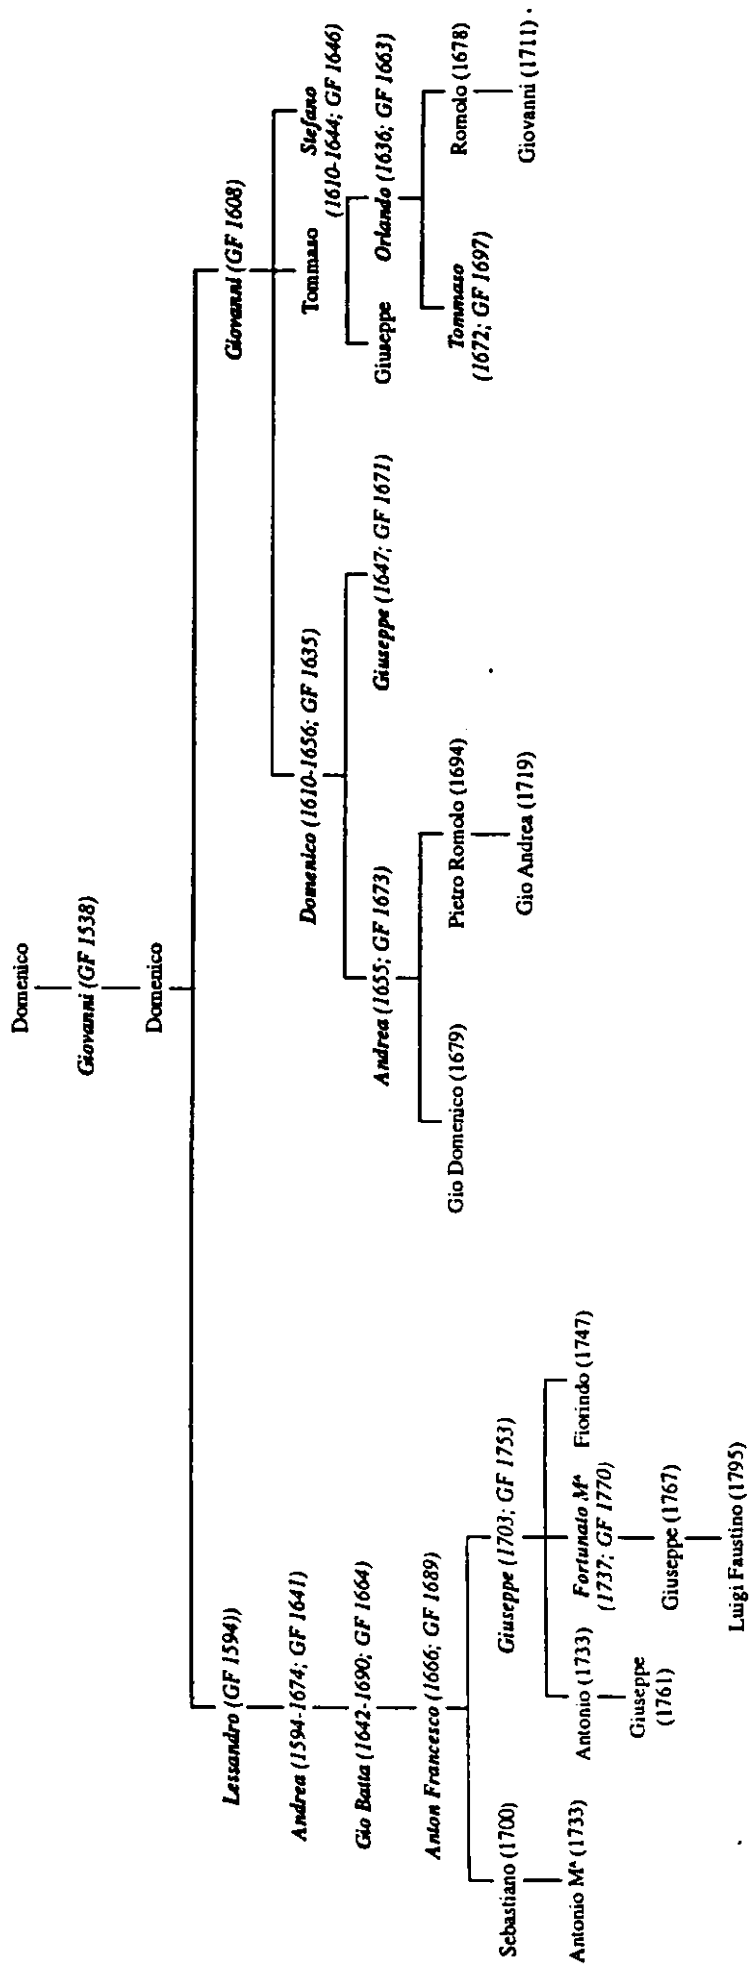 Domenico
Giovanni (GF 1538)
Domenico
Lessandro (GF 1594))
Giovanni (GF 1608)
Andrea (1594-1674; GF 1641)
Domenico (1610-1656; GF 1635)
Tommaso
Stefano
(1610-1644; GF 1646)
Gio Batta (1642-1690; GF 1664)
Andrea (1655; GF 1673)
Giuseppe (1647; GF 1671)
Giuseppe
Orlando (1636; GF 1663)
Anton Francesco (1666; GF 1689)
Gio Domenico (1679)
Pietro Romolo (1694)
Tommaso
(1672; GF 1697)
Romolo (1678)
Sebastiano (1700)
Giuseppe (1703; GF 1753)
Gio Andrea (1719)
Giovanni (1711)
Antonio Mª (1733)
Antonio (1733)
Fortunato Mª
(1737; GF 1770)
Fiorindo (1747)
Giuseppe
(1761)
Giuseppe (1767)
Luigi Faustino (1795)